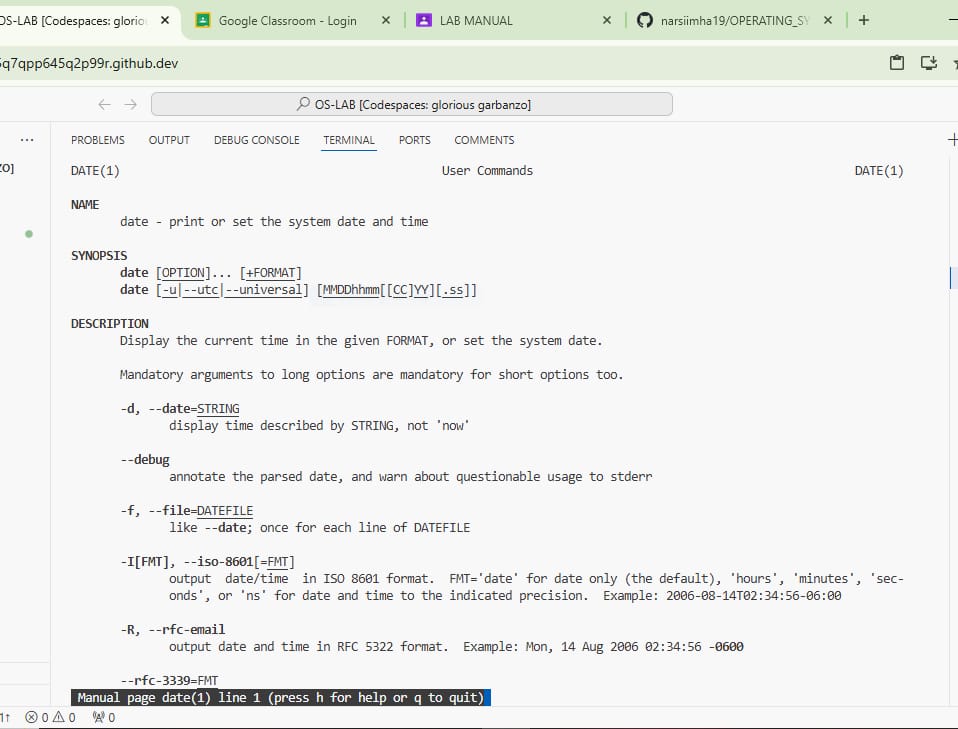 OS-LAB [Codespaces: glorio
Google Classroom - Login
LAB MANUAL
narsiimha19/OPERATING_SY
5q7qpp645q2p99r.github.dev
OS-LAB [Codespaces: glorious garbanzo]
PROBLEMS OUTPUT DEBUG CONSOLE TERMINAL PORTS COMMENTS
ZO]
DATE(1) User Commands DATE(1)
NAME
date - print or set the system date and time
SYNOPSIS
date [OPTION]... [+FORMAT]
date [-u|--utc|--universal] [MMDDhhmm[[CC]YY][.ss]]
DESCRIPTION
Display the current time in the given FORMAT, or set the system date.
Mandatory arguments to long options are mandatory for short options too.
-d, --date=STRING
display time described by STRING, not 'now'
--debug
annotate the parsed date, and warn about questionable usage to stderr
-f, --file=DATEFILE
like --date; once for each line of DATEFILE
-I[FMT], --iso-8601[=FMT]
output date/time in ISO 8601 format. FMT='date' for date only (the default), 'hours', 'minutes', 'sec-
onds', or 'ns' for date and time to the indicated precision. Example: 2006-08-14T02:34:56-06:00
-R, --rfc-email
output date and time in RFC 5322 format. Example: Mon, 14 Aug 2006 02:34:56 -0600
--rfc-3339=FMT
Manual page date(1) line 1 (press h for help or q to quit)
1↑ 0 0 0